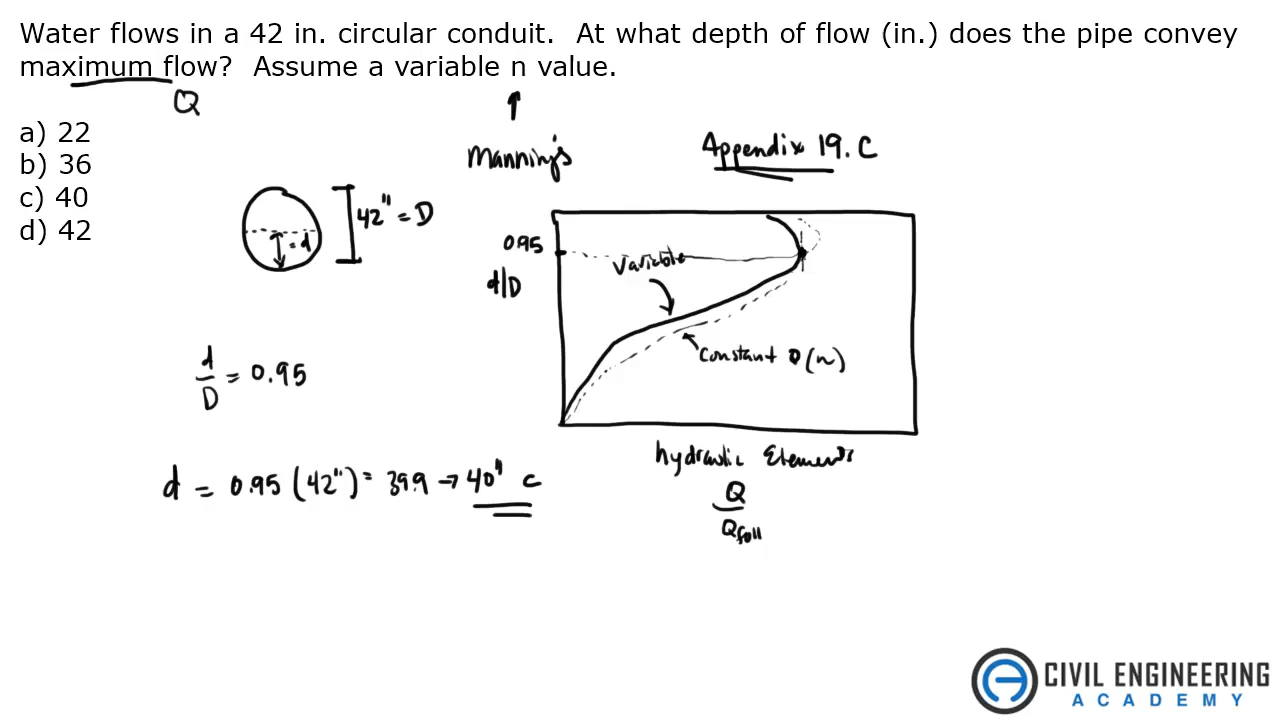 Water flows in a 42 in. circular conduit. At what depth of flow (in.) does the pipe convey
maximum flow? Assume a variable n value.
Q
a) 22
b) 36
c) 40
d) 42
Manning's
Appendix 19.C
42" = D
= d
0.95
d/D
Variable
Constant (n)
d/D = 0.95
hydraulic Elements
d = 0.95 (42") = 39.9 → 40" c
Q
Qfull
CIVIL ENGINEERING
ACADEMY